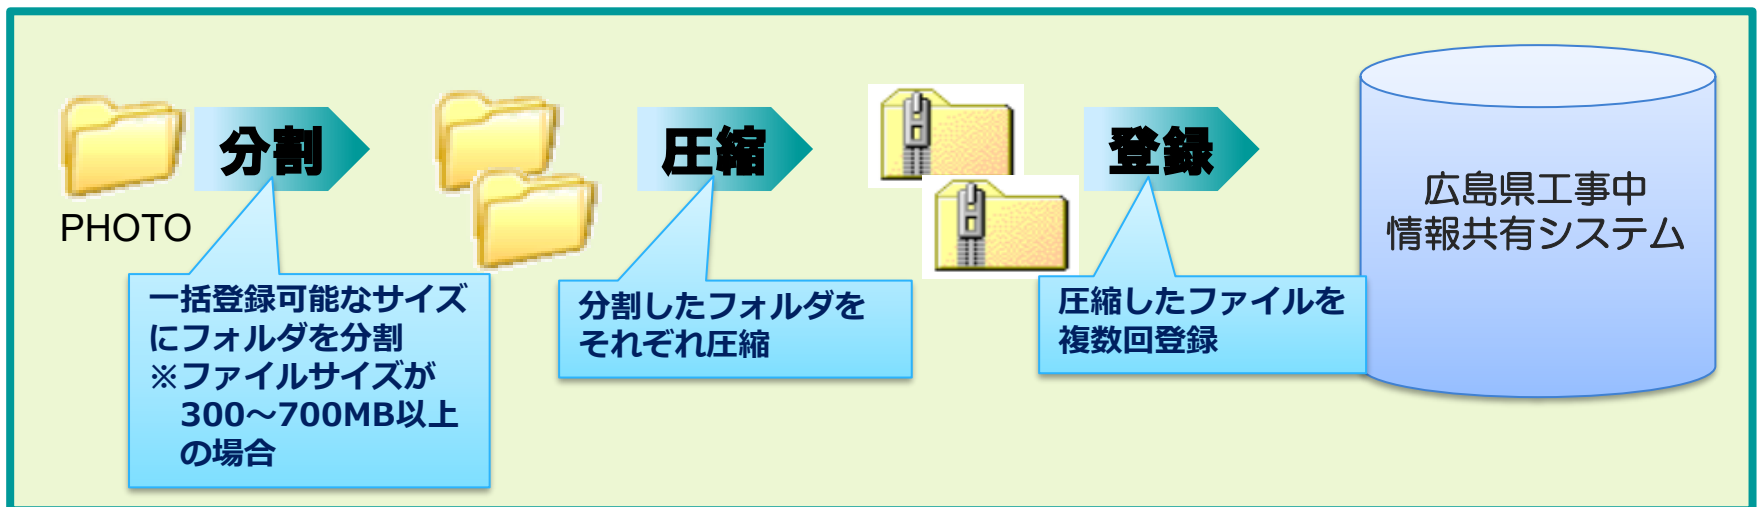 分割
圧縮
登録
PHOTO
広島県工事中
情報共有システム
一括登録可能なサイズ
にフォルダを分割
※ファイルサイズが
300～700MB以上
の場合
分割したフォルダを
それぞれ圧縮
圧縮したファイルを
複数回登録